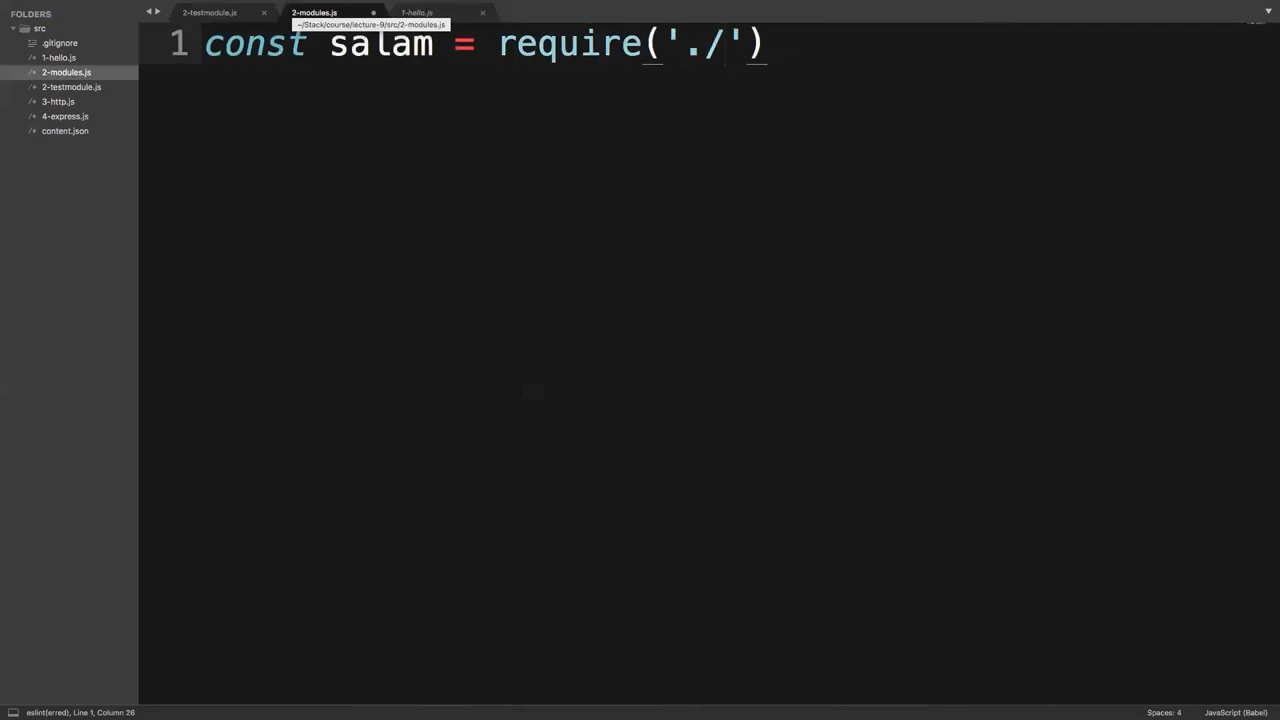 2-testmodule.js
2-modules.js
1-hello.js
~/Stack/course/lecture-9/src/2-modules.js
FOLDERS
src
.gitignore
1-hello.js
2-modules.js
2-testmodule.js
3-http.js
4-express.js
content.json
1 const salam = require('./')
eslint(erred), Line 1, Column 26
Spaces: 4
JavaScript (Babel)